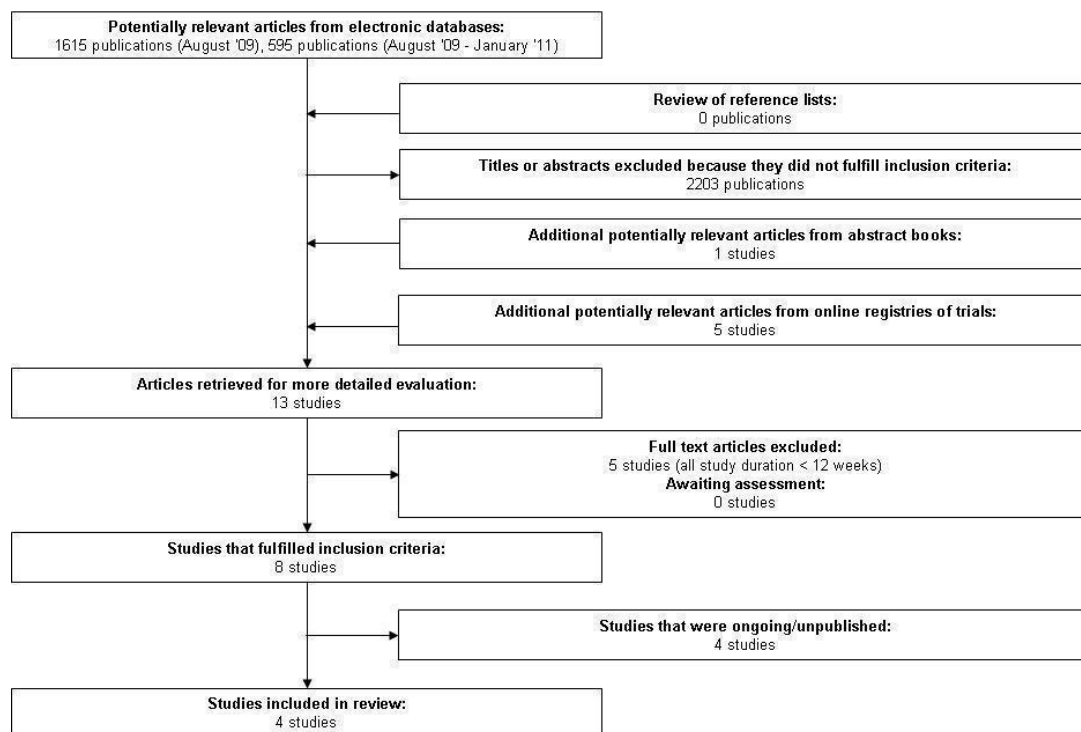 Potentially relevant articles from electronic databases:
1615 publications (August '09), 595 publications (August '09 - January '11)
Review of reference lists:
0 publications
Titles or abstracts excluded because they did not fulfill inclusion criteria:
2203 publications
Additional potentially relevant articles from abstract books:
1 studies
Additional potentially relevant articles from online registries of trials:
5 studies
Articles retrieved for more detailed evaluation:
13 studies
Full text articles excluded:
5 studies (all study duration < 12 weeks)
Awaiting assessment:
0 studies
Studies that fulfilled inclusion criteria:
8 studies
Studies that were ongoing/unpublished:
4 studies
Studies included in review:
4 studies